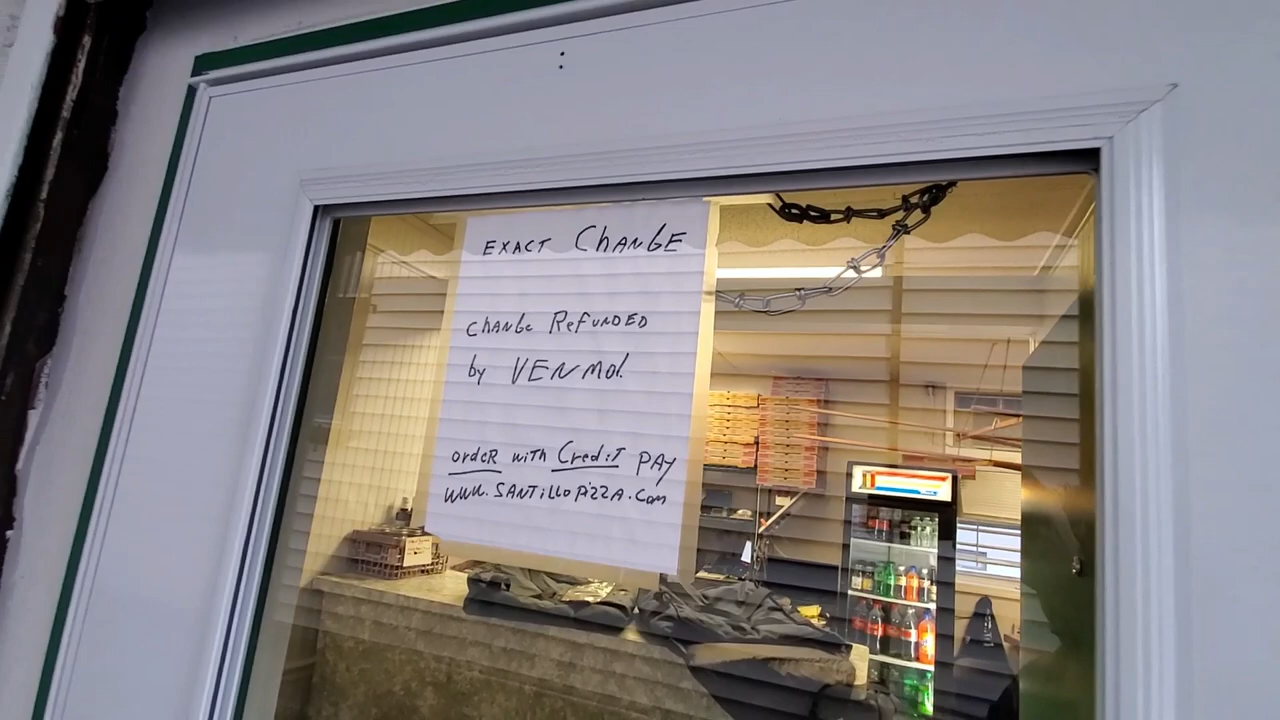 EXACT ChANGE
ChANGe ReFUNDED
by VENMO!
ordeR with Credit PAY
WWW.SANTilloPizzA.Com